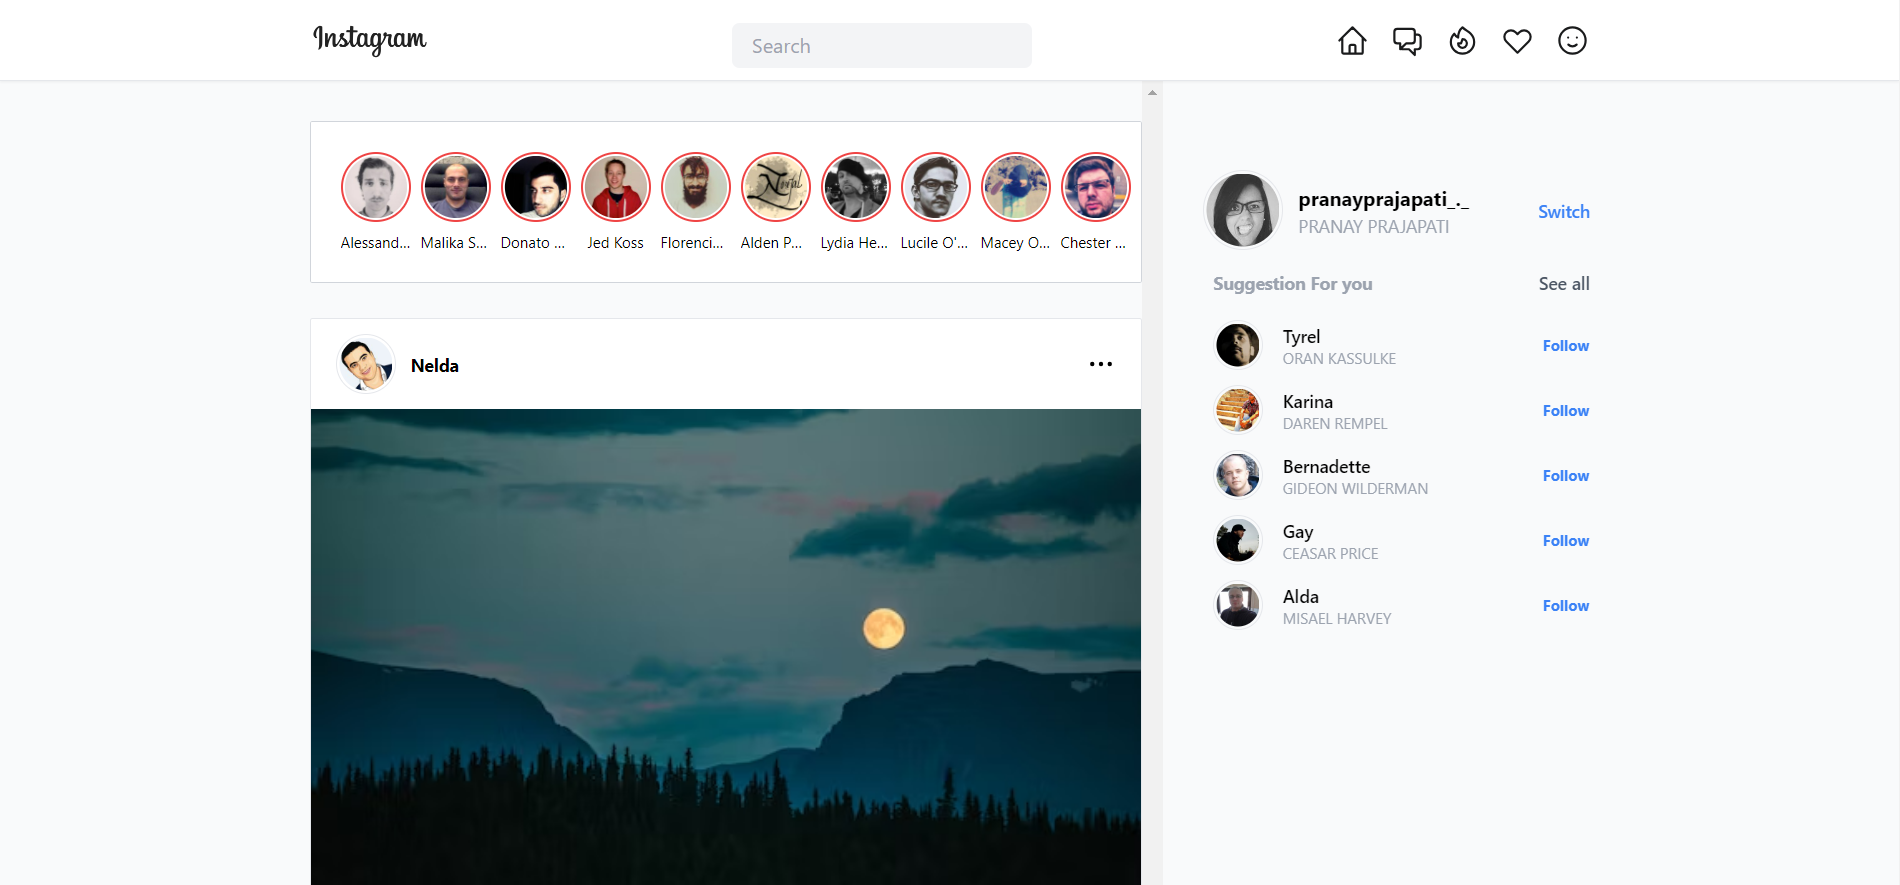 Instagram
Search
Alessand... Malika S... Donato ... Jed Koss Florenci... Alden P... Lydia He... Lucile O'... Macey O... Chester ...
Nelda
pranayprajapati_._
PRANAY PRAJAPATI
Switch
Suggestion For you
See all
Tyrel
ORAN KASSULKE
Follow
Karina
DAREN REMPEL
Follow
Bernadette
GIDEON WILDERMAN
Follow
Gay
CEASAR PRICE
Follow
Alda
MISAEL HARVEY
Follow